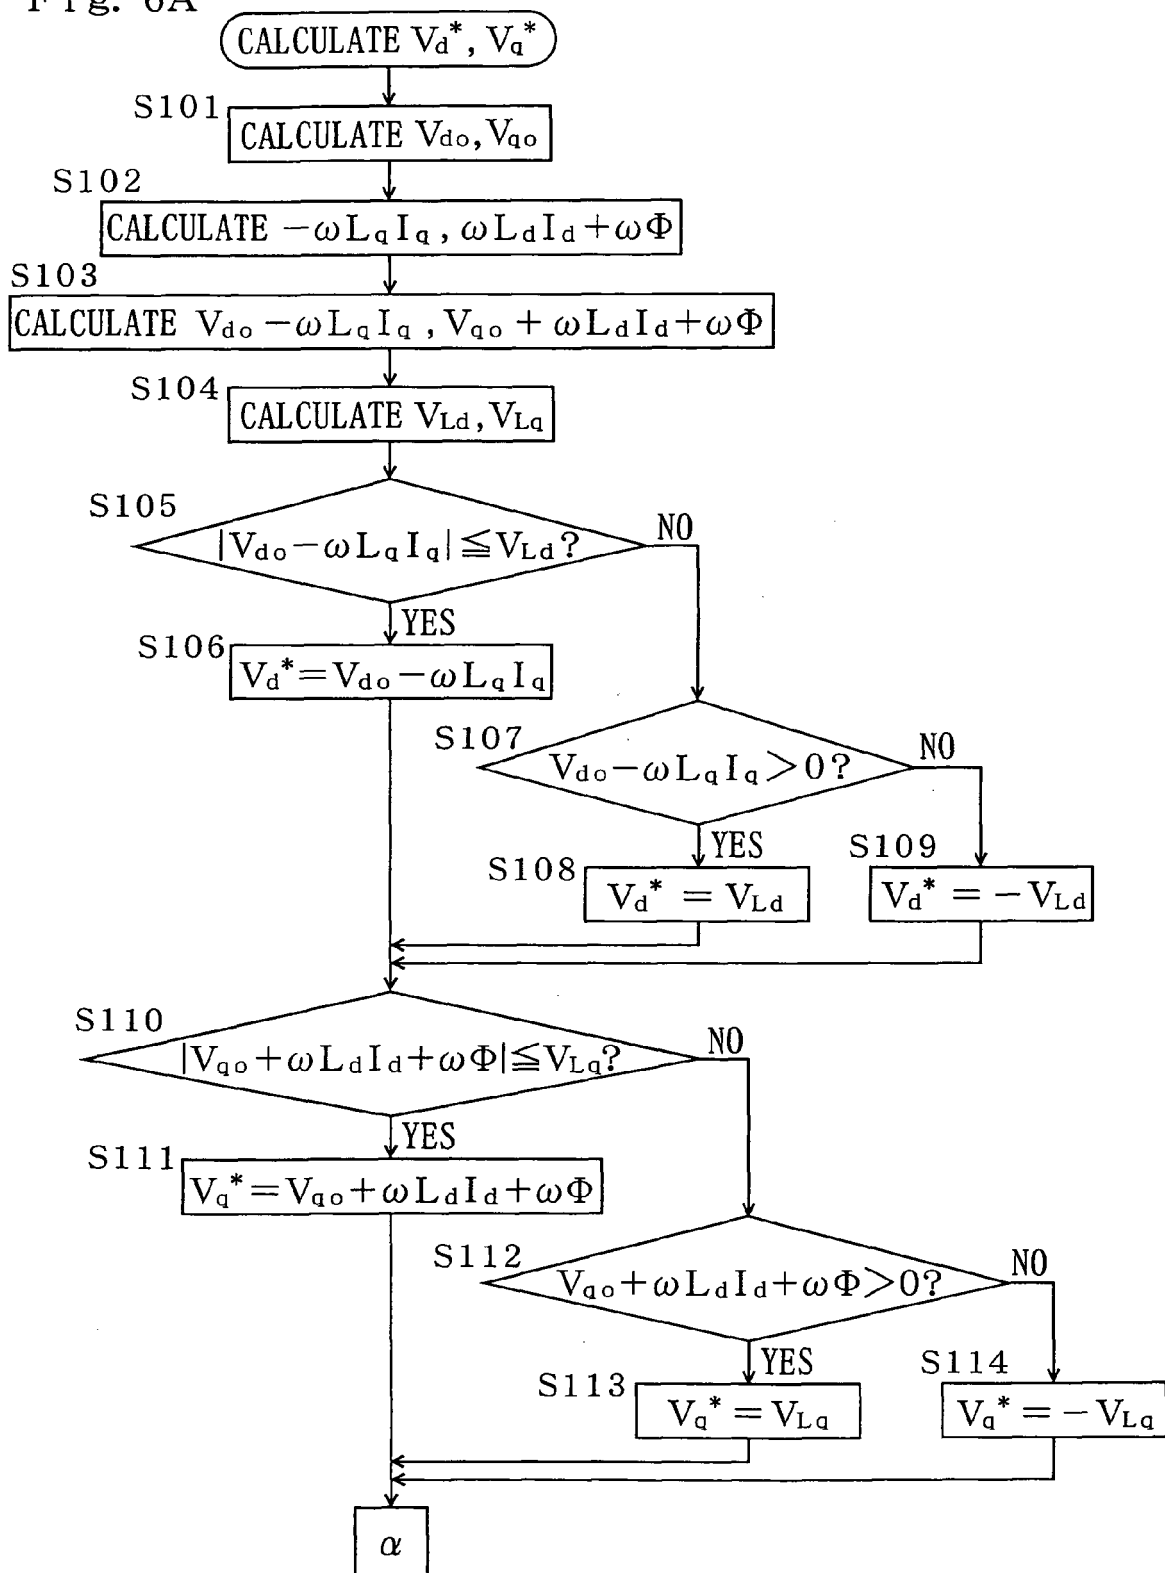 Fig. 6A
CALCULATE Vd*, Vq*
S101
CALCULATE Vdo, Vqo
S102
CALCULATE −ωLqIq, ωLdId+ωΦ
S103
CALCULATE Vdo−ωLqIq, Vqo+ωLdId+ωΦ
S104
CALCULATE VLd, VLq
S105
|Vdo−ωLqIq|≦VLd?
NO
YES
S106
Vd*=Vdo−ωLqIq
S107
Vdo−ωLqIq>0?
NO
YES
S108
Vd*=VLd
S109
Vd*=−VLd
S110
|Vqo+ωLdId+ωΦ|≦VLq?
NO
YES
S111
Vq*=Vqo+ωLdId+ωΦ
S112
Vqo+ωLdId+ωΦ>0?
NO
YES
S113
Vq*=VLq
S114
Vq*=−VLq
α